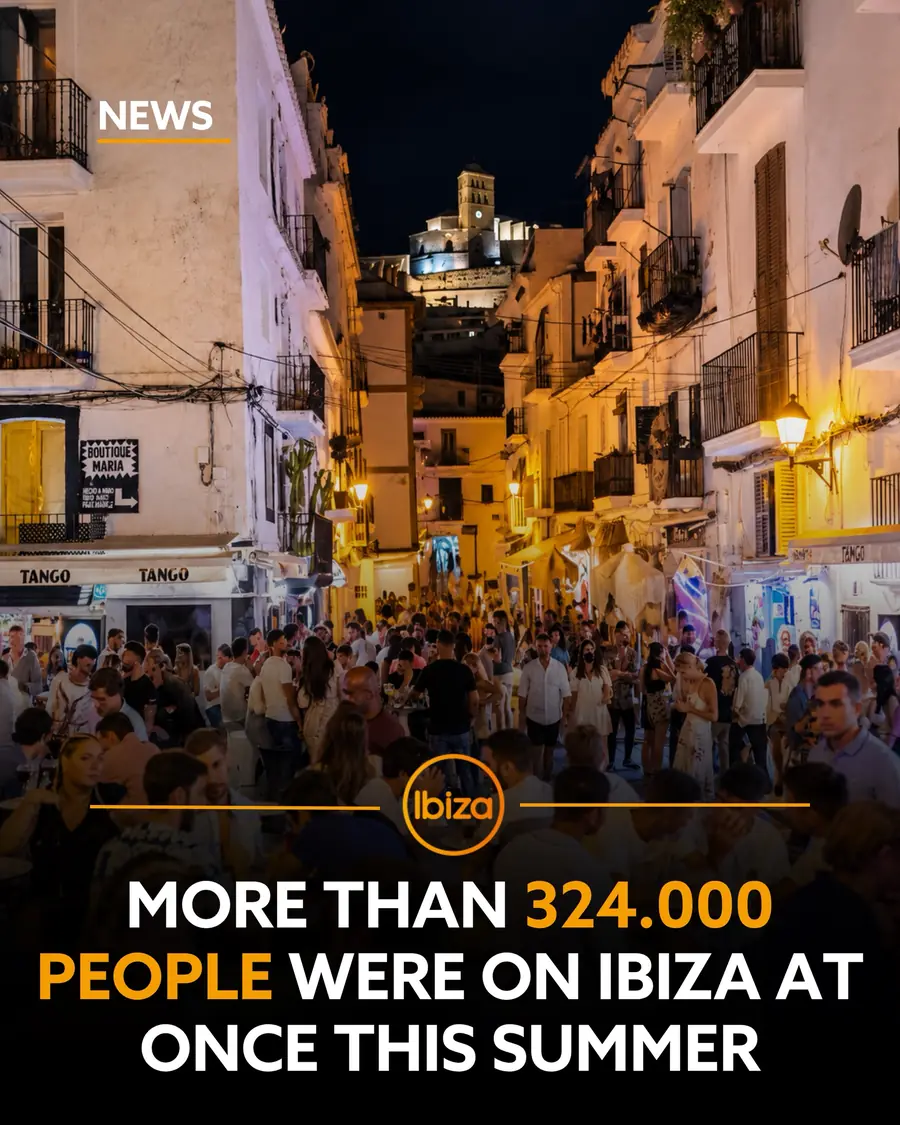 NEWS
BOUTIQUE
MARIA
TANGO
TANGO
TANGO
Ibiza
MORE THAN 324.000
PEOPLE WERE ON IBIZA AT
ONCE THIS SUMMER